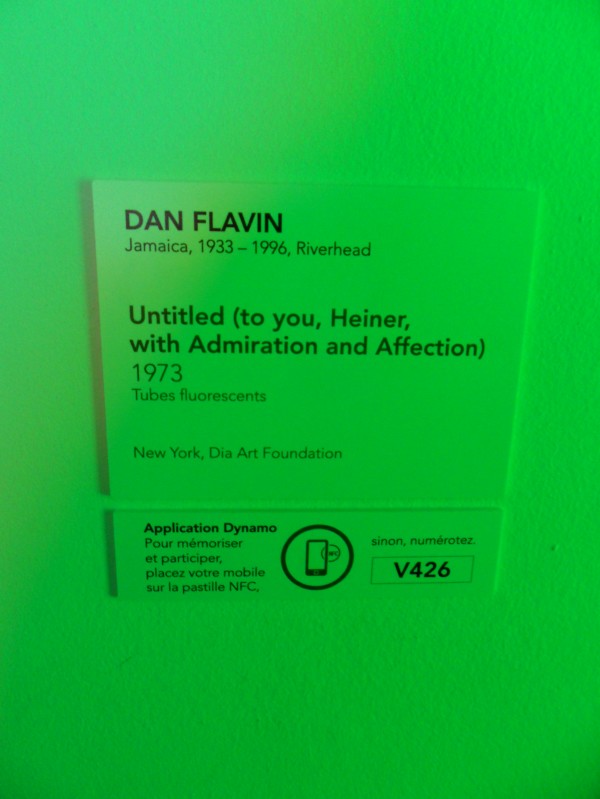 DAN FLAVIN
Jamaica, 1933 – 1996, Riverhead
Untitled (to you, Heiner,
with Admiration and Affection)
1973
Tubes fluorescents
New York, Dia Art Foundation
Application Dynamo
Pour mémoriser
et participer,
placez votre mobile
sur la pastille NFC,
NFC
sinon, numérotez.
V426